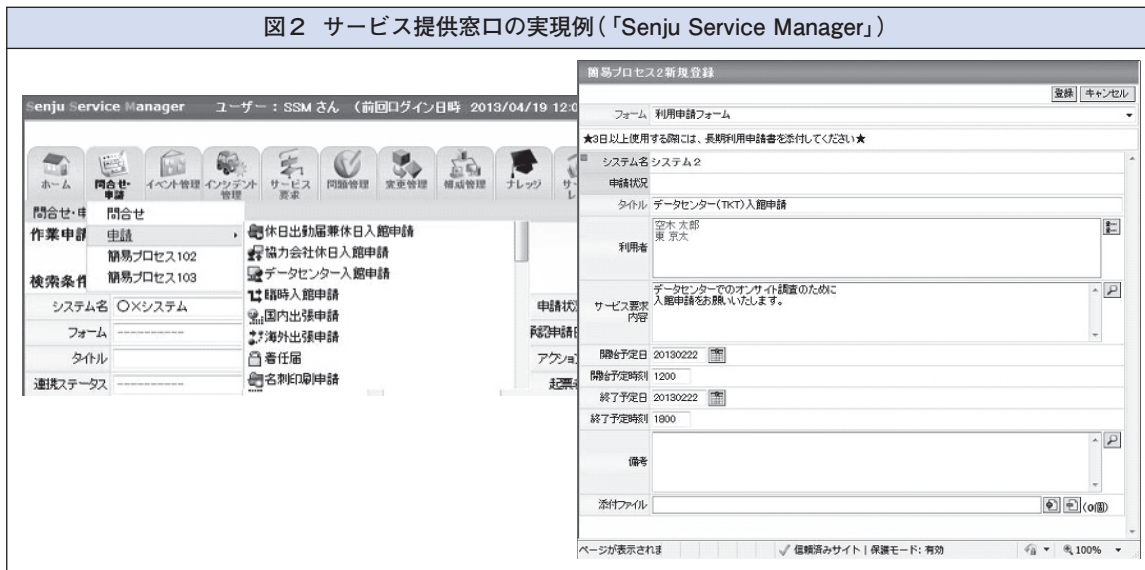 図2 サービス提供窓口の実現例(「Senju Service Manager」)
Senju Service Manager ユーザー:SSM さん (前回ログイン日時 2013/04/19 12:0
ホーム
問合せ・申請
イベント管理
インシデント管理
サービス要求
問題管理
変更管理
構成管理
ナレッジ
問合せ・申
作業申請
検索条件
問合せ
申請
簡易プロセス102
簡易プロセス103
休日出勤届兼休日入館申請
協力会社休日入館申請
データセンター入館申請
臨時入館申請
国内出張申請
海外出張申請
着任届
名刺印刷申請
システム名 〇×システム
フォーム ----------
タイトル
連携ステータス ----------
申請状況
承認申請日
アクション
起票者
簡易プロセス2新規登録
登録 キャンセル
フォーム 利用申請フォーム
★3日以上使用する際には、長期利用申請書を添付してください★
システム名 システム2
申請状況
タイトル データセンター(TKT)入館申請
利用者
空木 太郎
東 京太
サービス要求内容
データセンターでのオンサイト調査のために
入館申請をお願いいたします。
開始予定日 20130222
開始予定時刻 1200
終了予定日 20130222
終了予定時刻 1800
備考
添付ファイル (0個)
ページが表示されま 信頼済みサイト | 保護モード: 有効 100%